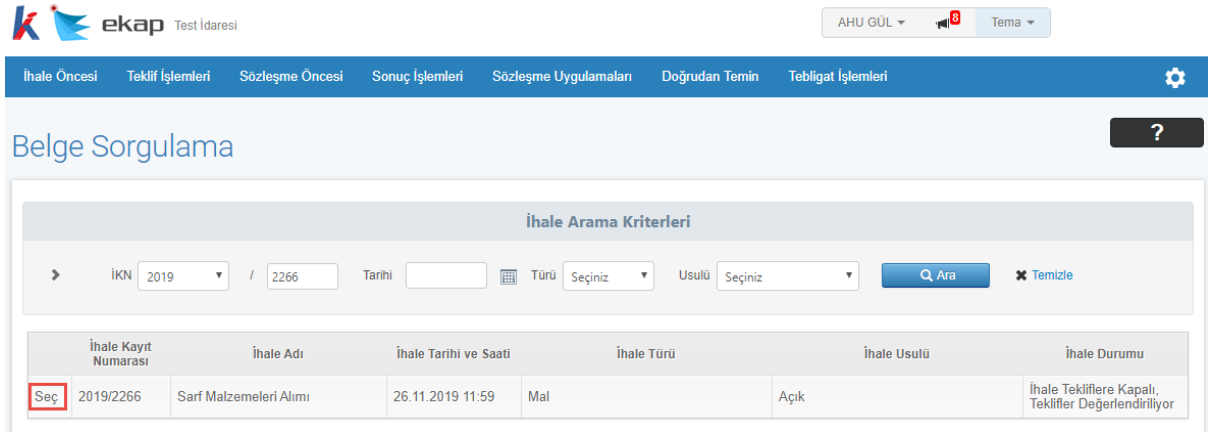 ekap Test İdaresi
AHU GÜL 8 Tema
İhale Öncesi Teklif İşlemleri Sözleşme Öncesi Sonuç İşlemleri Sözleşme Uygulamaları Doğrudan Temin Tebligat İşlemleri
?
Belge Sorgulama
İhale Arama Kriterleri
İKN 2019 / 2266 Tarihi Türü Seçiniz Usulü Seçiniz Ara Temizle
İhale Kayıt Numarası İhale Adı İhale Tarihi ve Saati İhale Türü İhale Usulü İhale Durumu
Seç 2019/2266 Sarf Malzemeleri Alımı 26.11.2019 11:59 Mal Açık İhale Tekliflere Kapalı, Teklifler Değerlendiriliyor